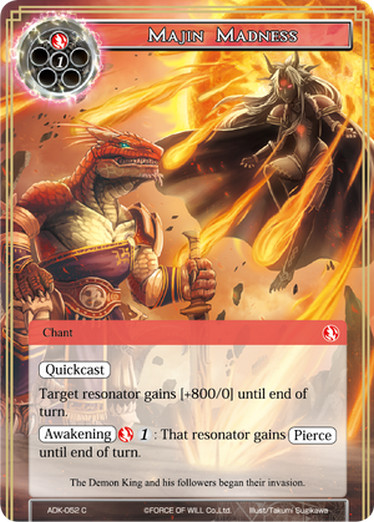 Majin Madness
1
Chant
Quickcast
Target resonator gains [+800/0] until end of
turn.
Awakening 1 : That resonator gains Pierce
until end of turn.
The Demon King and his followers began their invasion.
ADK-052 C ©FORCE OF WILL Co.,Ltd. Illust/Takumi Sugikawa